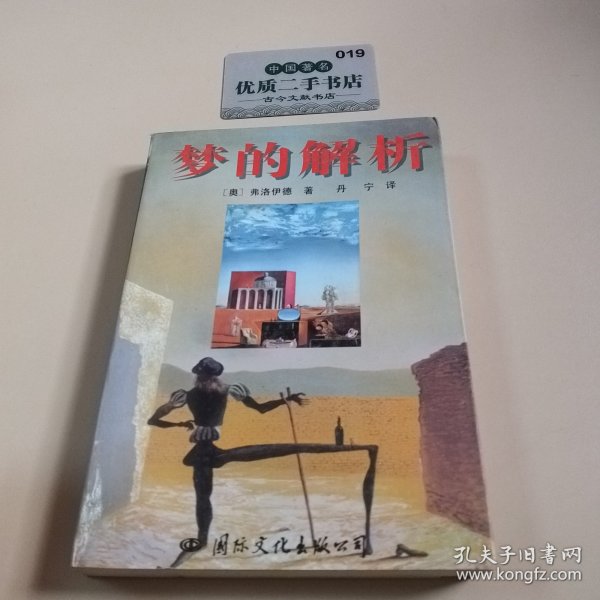 019
中国著名
优质二手书店
古今文献书店
梦的解析
[奥] 弗洛伊德 著 丹 宁 译
国际文化出版公司
孔夫子旧书网
www.kongfz.com